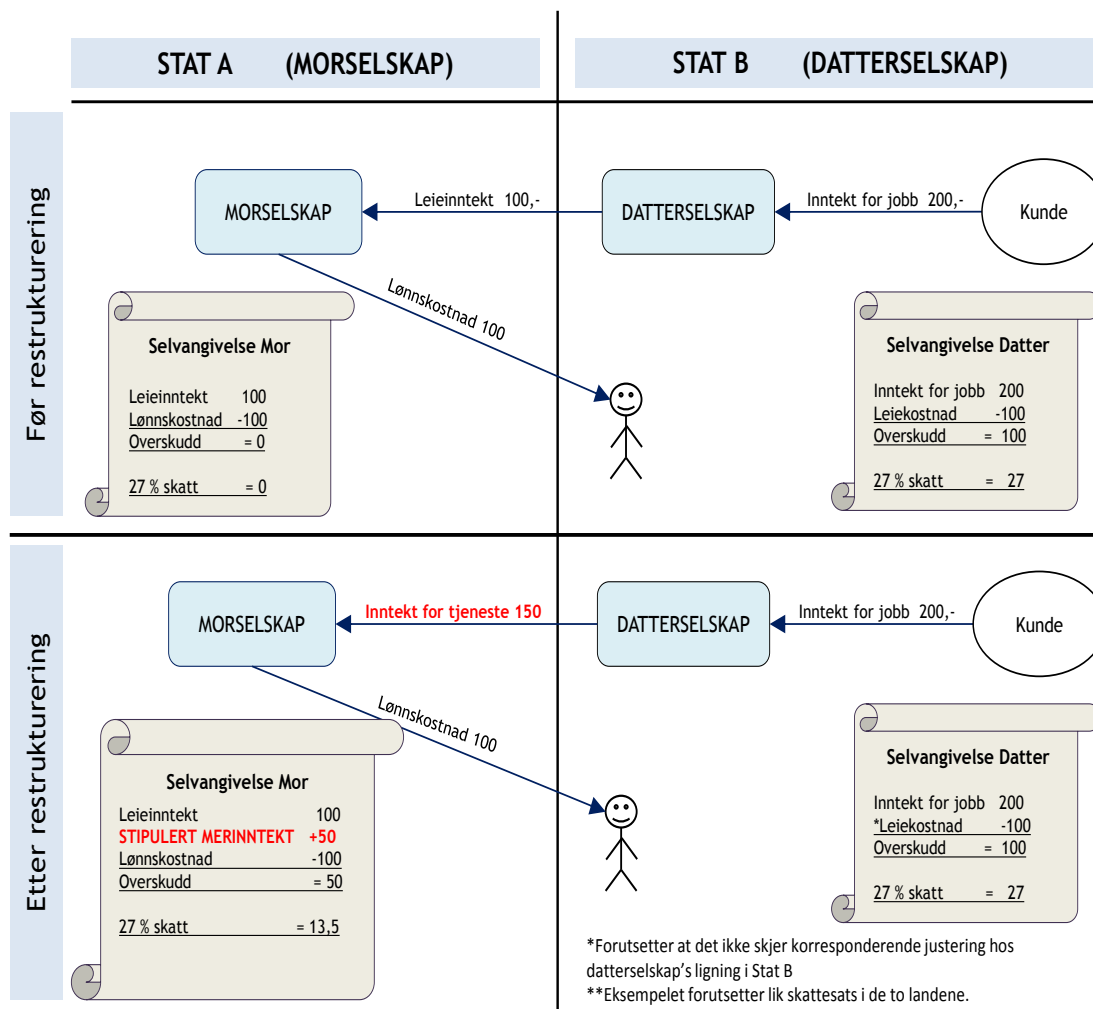 STAT A (MORSELSKAP)
STAT B (DATTERSELSKAP)
Før restrukturering
MORSELSKAP
Leieinntekt 100,-
DATTERSELSKAP
Inntekt for jobb 200,-
Kunde
Lønnskostnad 100
Selvangivelse Mor
Leieinntekt 100
Lønnskostnad -100
Overskudd = 0
27 % skatt = 0
Selvangivelse Datter
Inntekt for jobb 200
Leiekostnad -100
Overskudd = 100
27 % skatt = 27
Etter restrukturering
MORSELSKAP
Inntekt for tjeneste 150
DATTERSELSKAP
Inntekt for jobb 200,-
Kunde
Lønnskostnad 100
Selvangivelse Mor
Leieinntekt 100
STIPULERT MERINNTEKT +50
Lønnskostnad -100
Overskudd = 50
27 % skatt = 13,5
Selvangivelse Datter
Inntekt for jobb 200
*Leiekostnad -100
Overskudd = 100
27 % skatt = 27
*Forutsetter at det ikke skjer korresponderende justering hos
datterselskap's ligning i Stat B
**Eksempelet forutsetter lik skattesats i de to landene.